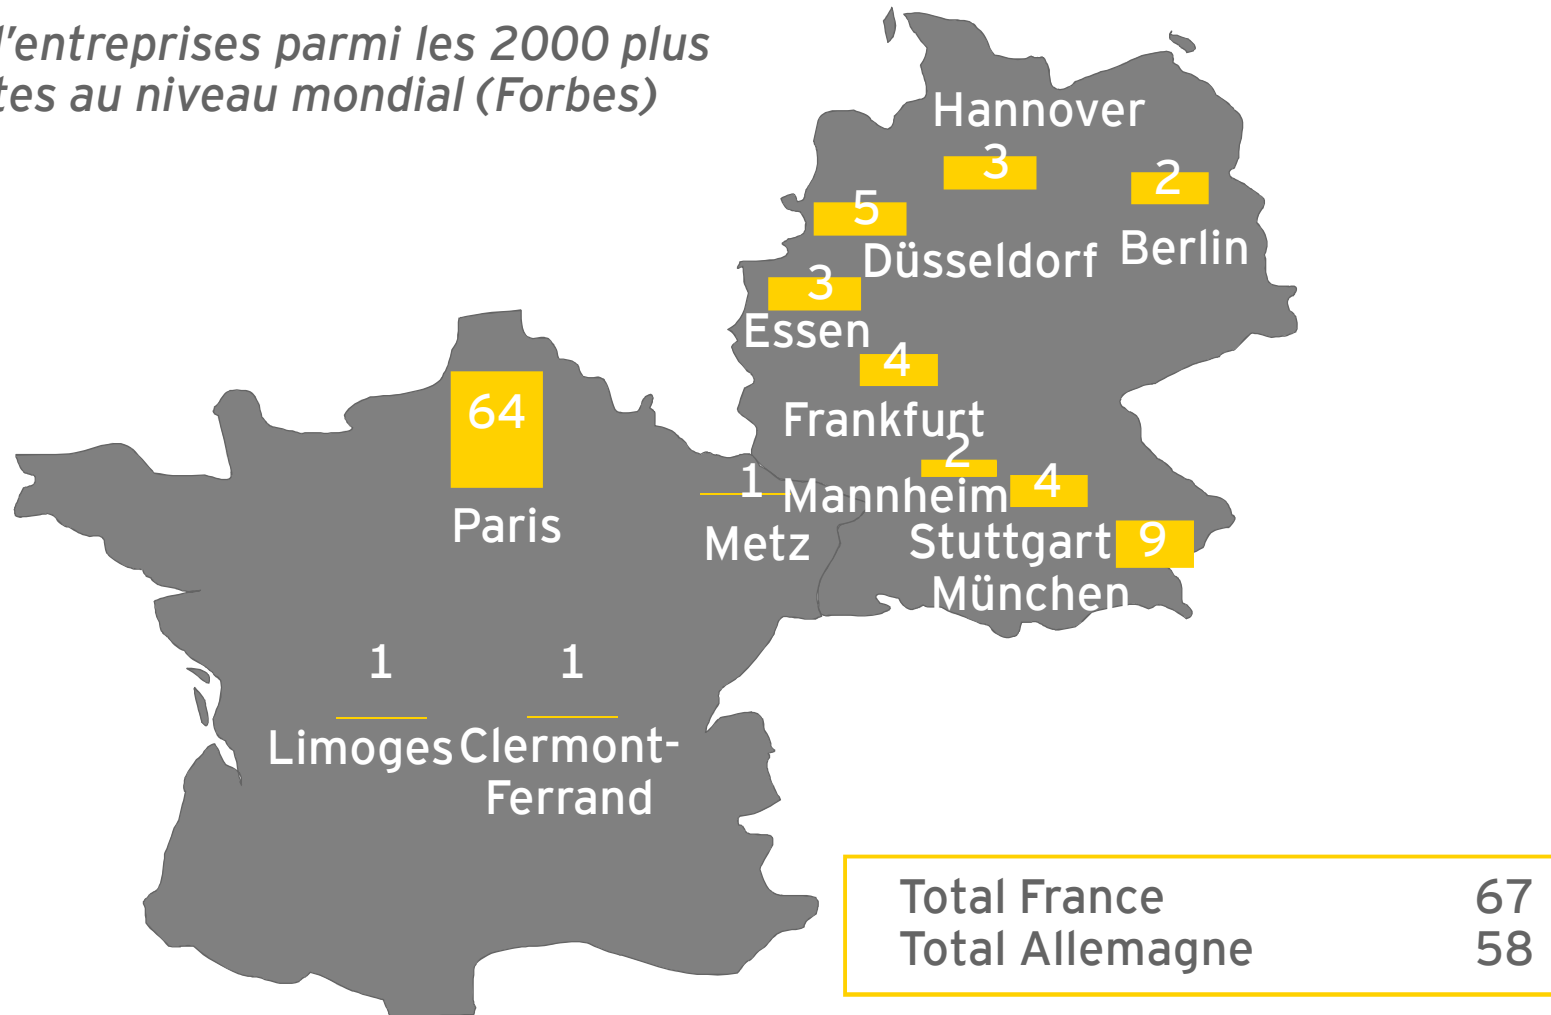 d'entreprises parmi les 2000 plus
tes au niveau mondial (Forbes)
Hannover
3
2
Berlin
5
Düsseldorf
3
Essen
4
Frankfurt
2
Mannheim
4
Stuttgart
9
München
64
Paris
1
Metz
1
Limoges
1
Clermont-
Ferrand
Total France 67
Total Allemagne 58